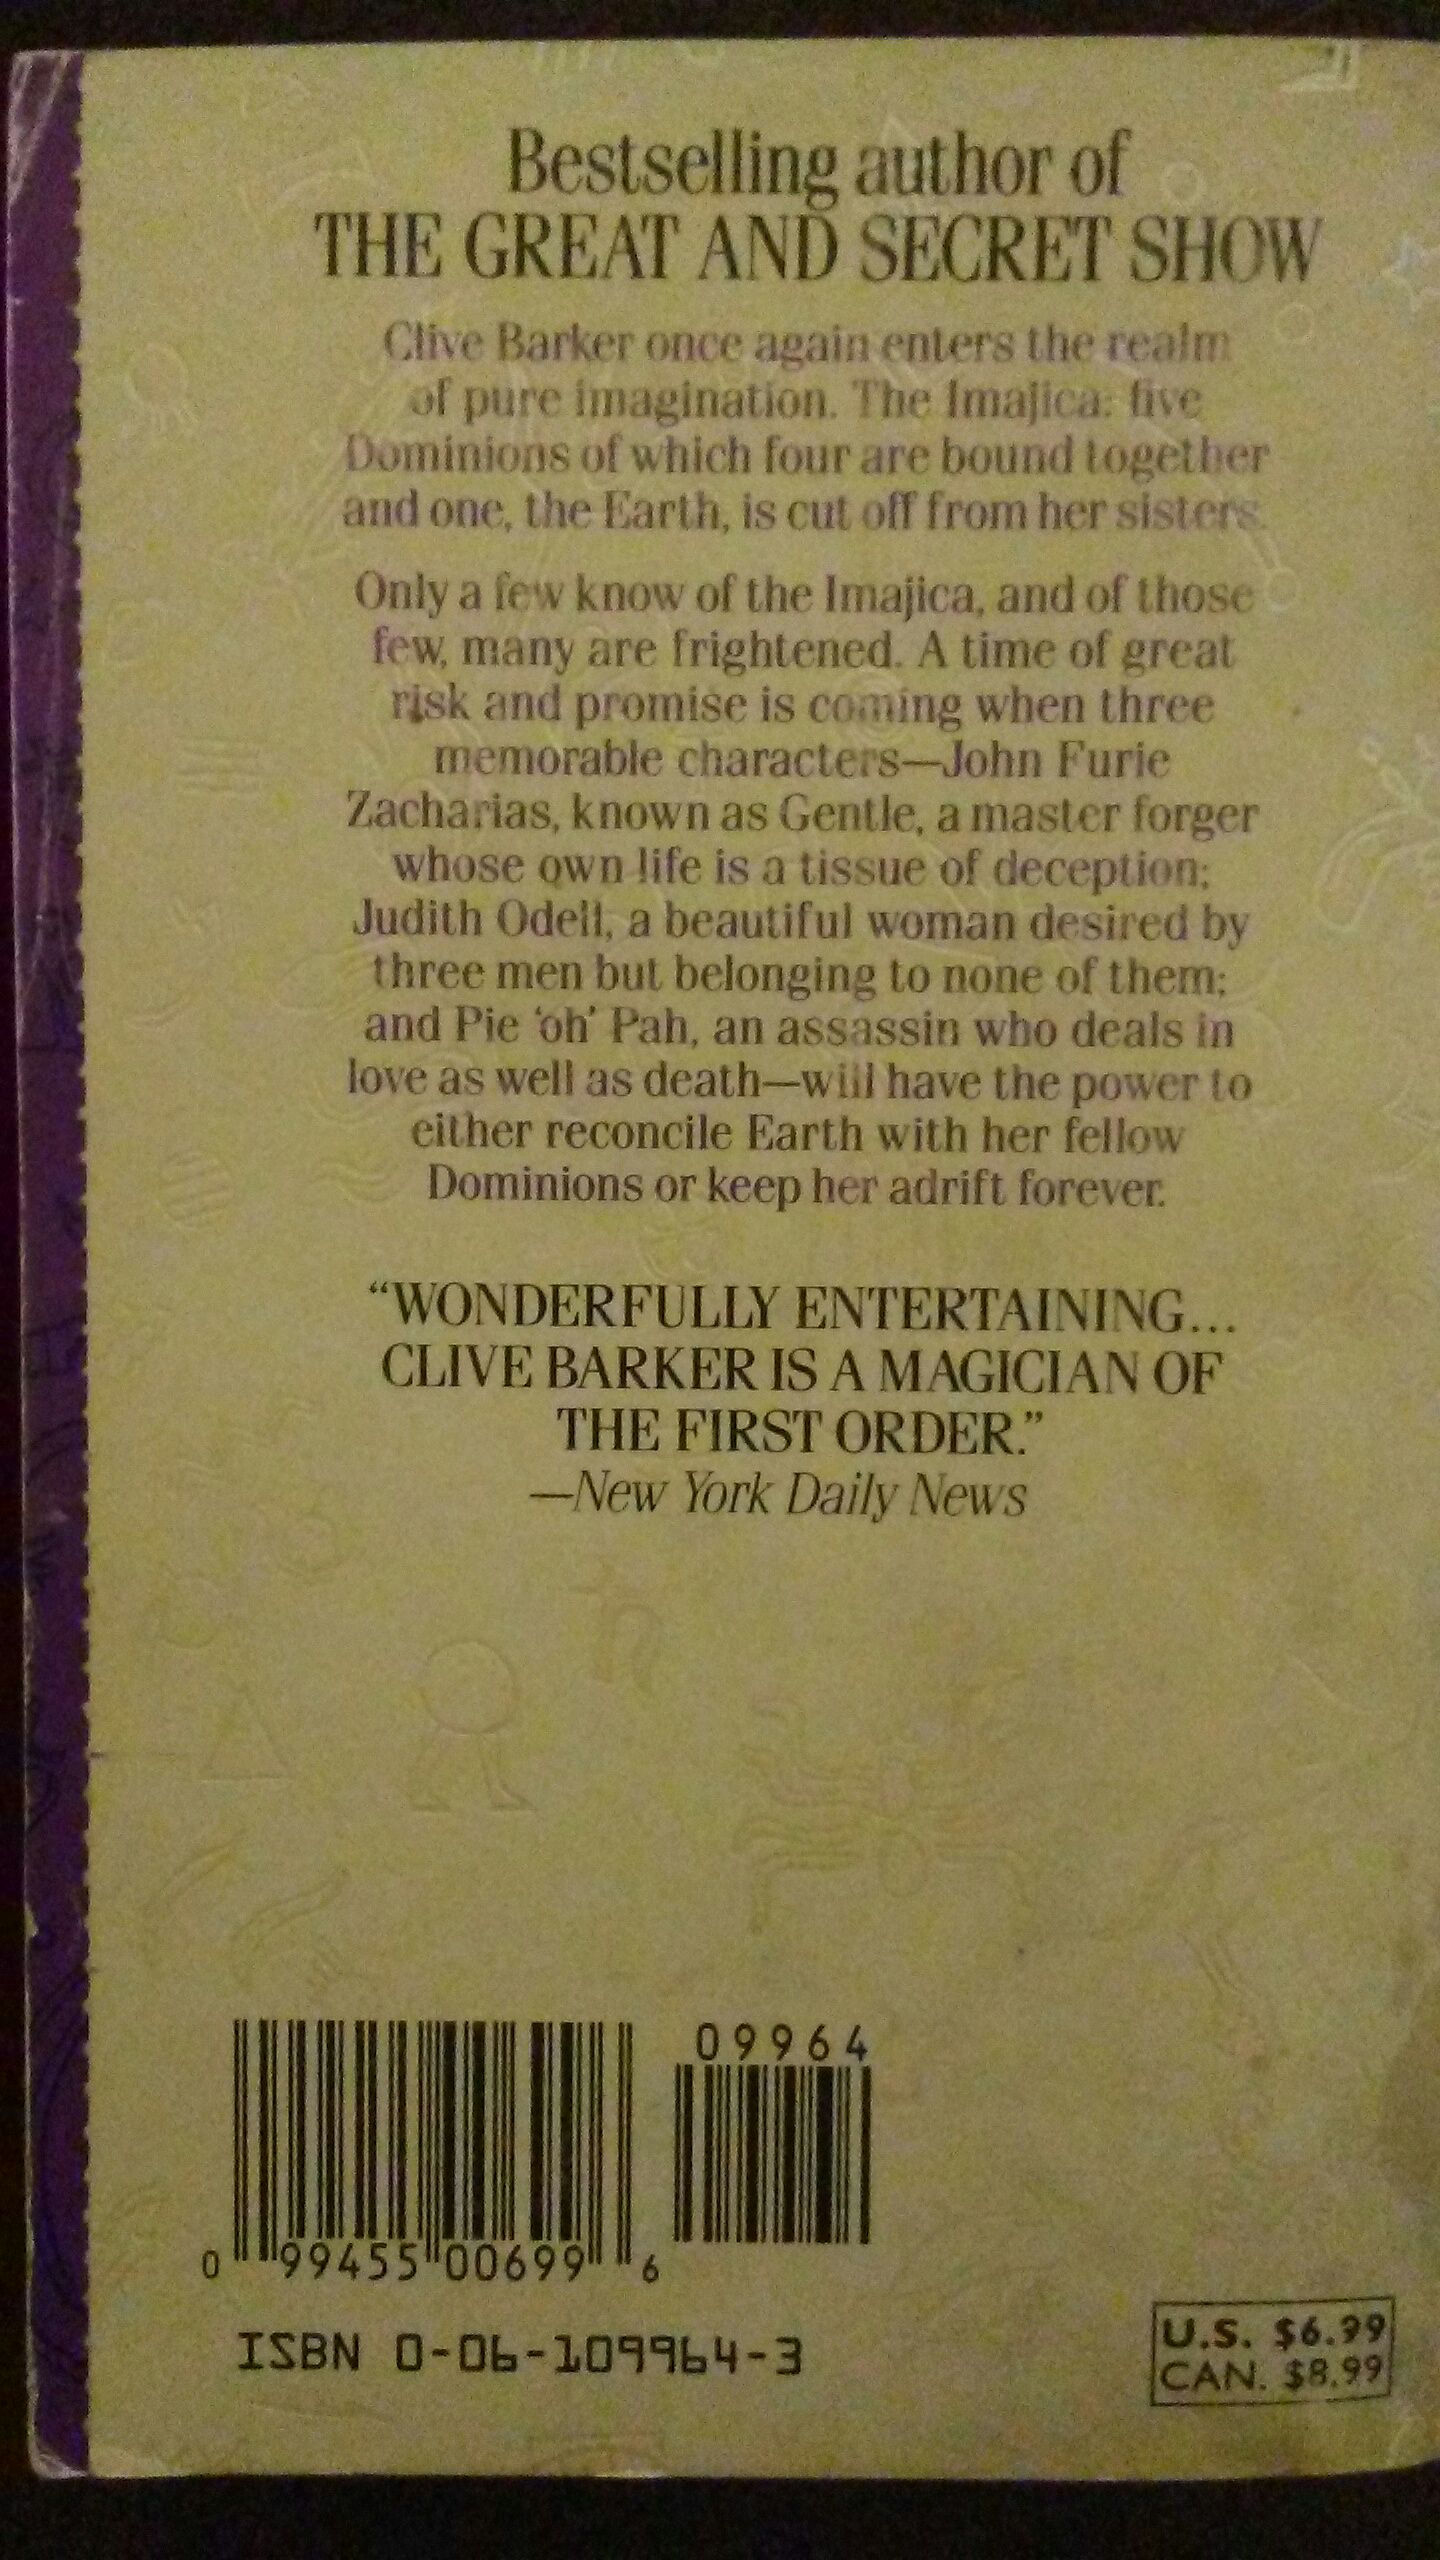 Bestselling author of
THE GREAT AND SECRET SHOW
Clive Barker once again enters the realm
of pure imagination. The Imajica: five
Dominions of which four are bound together
and one, the Earth, is cut off from her sisters.
Only a few know of the Imajica, and of those
few, many are frightened. A time of great
risk and promise is coming when three
memorable characters—John Furie
Zacharias, known as Gentle, a master forger
whose own life is a tissue of deception;
Judith Odell, a beautiful woman desired by
three men but belonging to none of them;
and Pie ‘oh’ Pah, an assassin who deals in
love as well as death—will have the power to
either reconcile Earth with her fellow
Dominions or keep her adrift forever.
“WONDERFULLY ENTERTAINING...
CLIVE BARKER IS A MAGICIAN OF
THE FIRST ORDER.”
—New York Daily News
09964
0 99455 00699 6
ISBN 0-06-109964-3
U.S. $6.99
CAN. $8.99